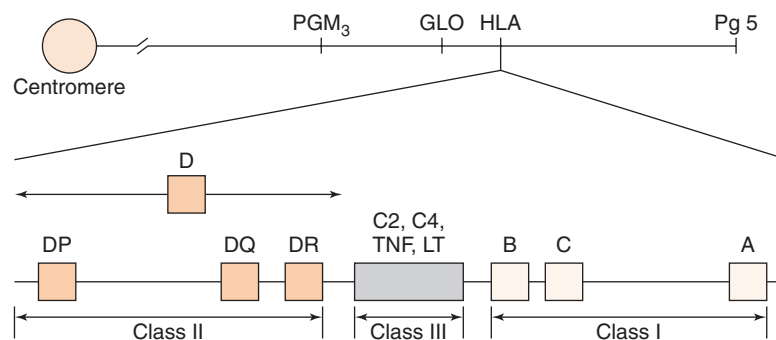 PGM3 GLO HLA Pg 5
Centromere
D
C2, C4,
TNF, LT
DP DQ DR B C A
Class II Class III Class I